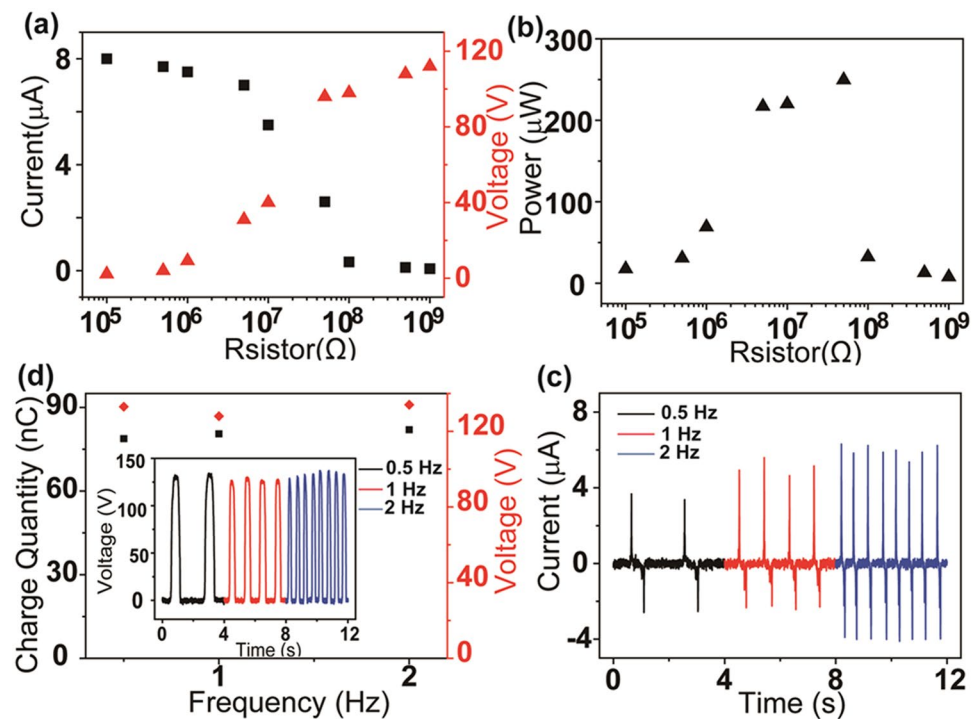 (a)
Current(μA)
8
4
0
120
80
40
0
Voltage (V)
10^5 10^6 10^7 10^8 10^9
Rsistor(Ω)
(b)
Power (μW)
300
200
100
0
10^5 10^6 10^7 10^8 10^9
Rsistor(Ω)
(d)
Charge Quantity (nC)
90
60
30
0
120
80
40
0
Voltage (V)
1 2
Frequency (Hz)
Voltage (V)
150
100
50
0
0 4 8 12
Time (s)
0.5 Hz
1 Hz
2 Hz
(c)
Current (μA)
8
4
0
-4
0.5 Hz
1 Hz
2 Hz
0 4 8 12
Time (s)